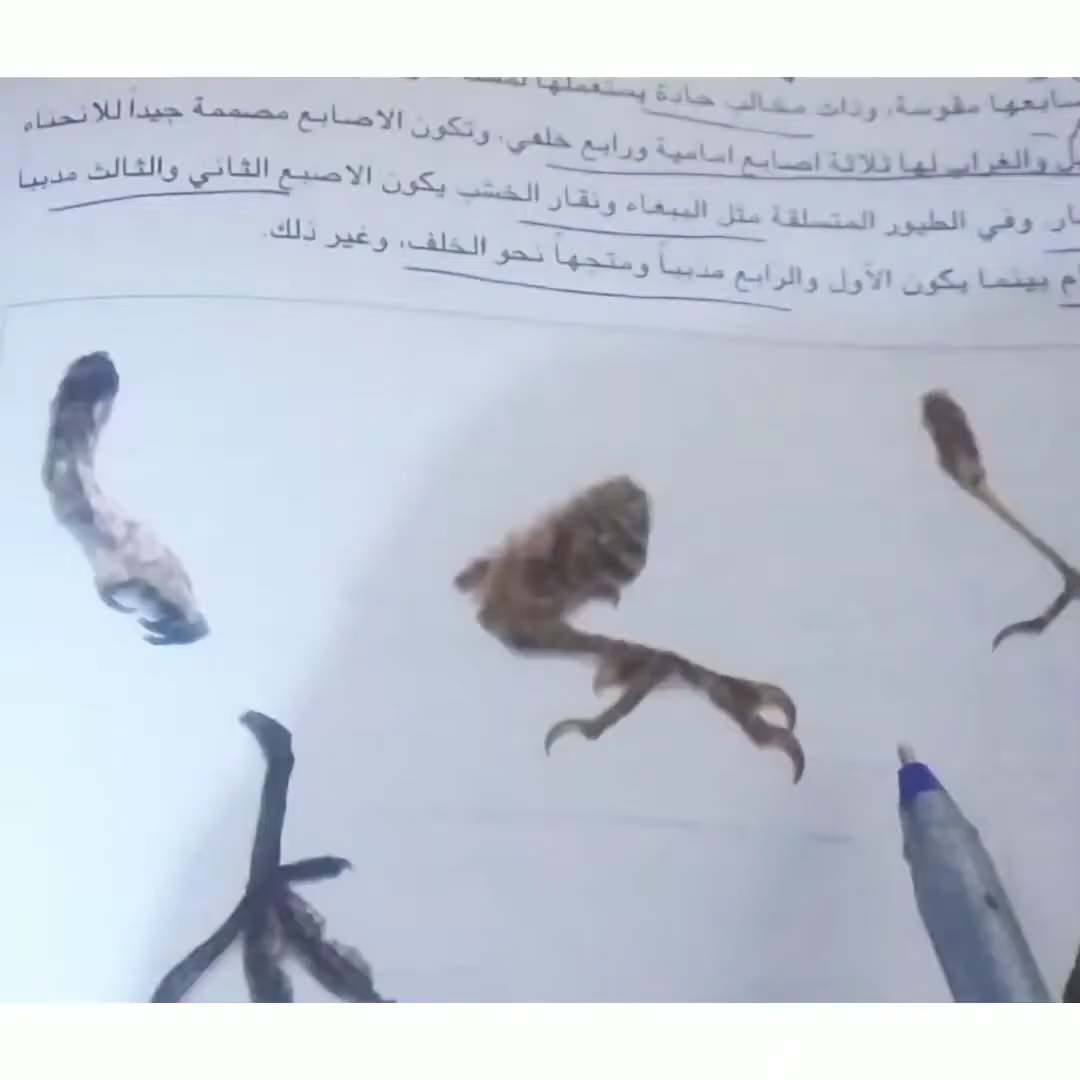 أصابعها مقوسة، وذات مخالب حادة يستعملها
والغراب لها ثلاثة اصابع امامية ورابع خلفي، وتكون الاصابع مصممة جيداً للانحناء
وفي الطيور المتسلقة مثل الببغاء ونقار الخشب يكون الاصبع الثاني والثالث مدببا
بينما يكون الأول والرابع مدبباً ومتجهاً نحو الخلف، وغير ذلك.